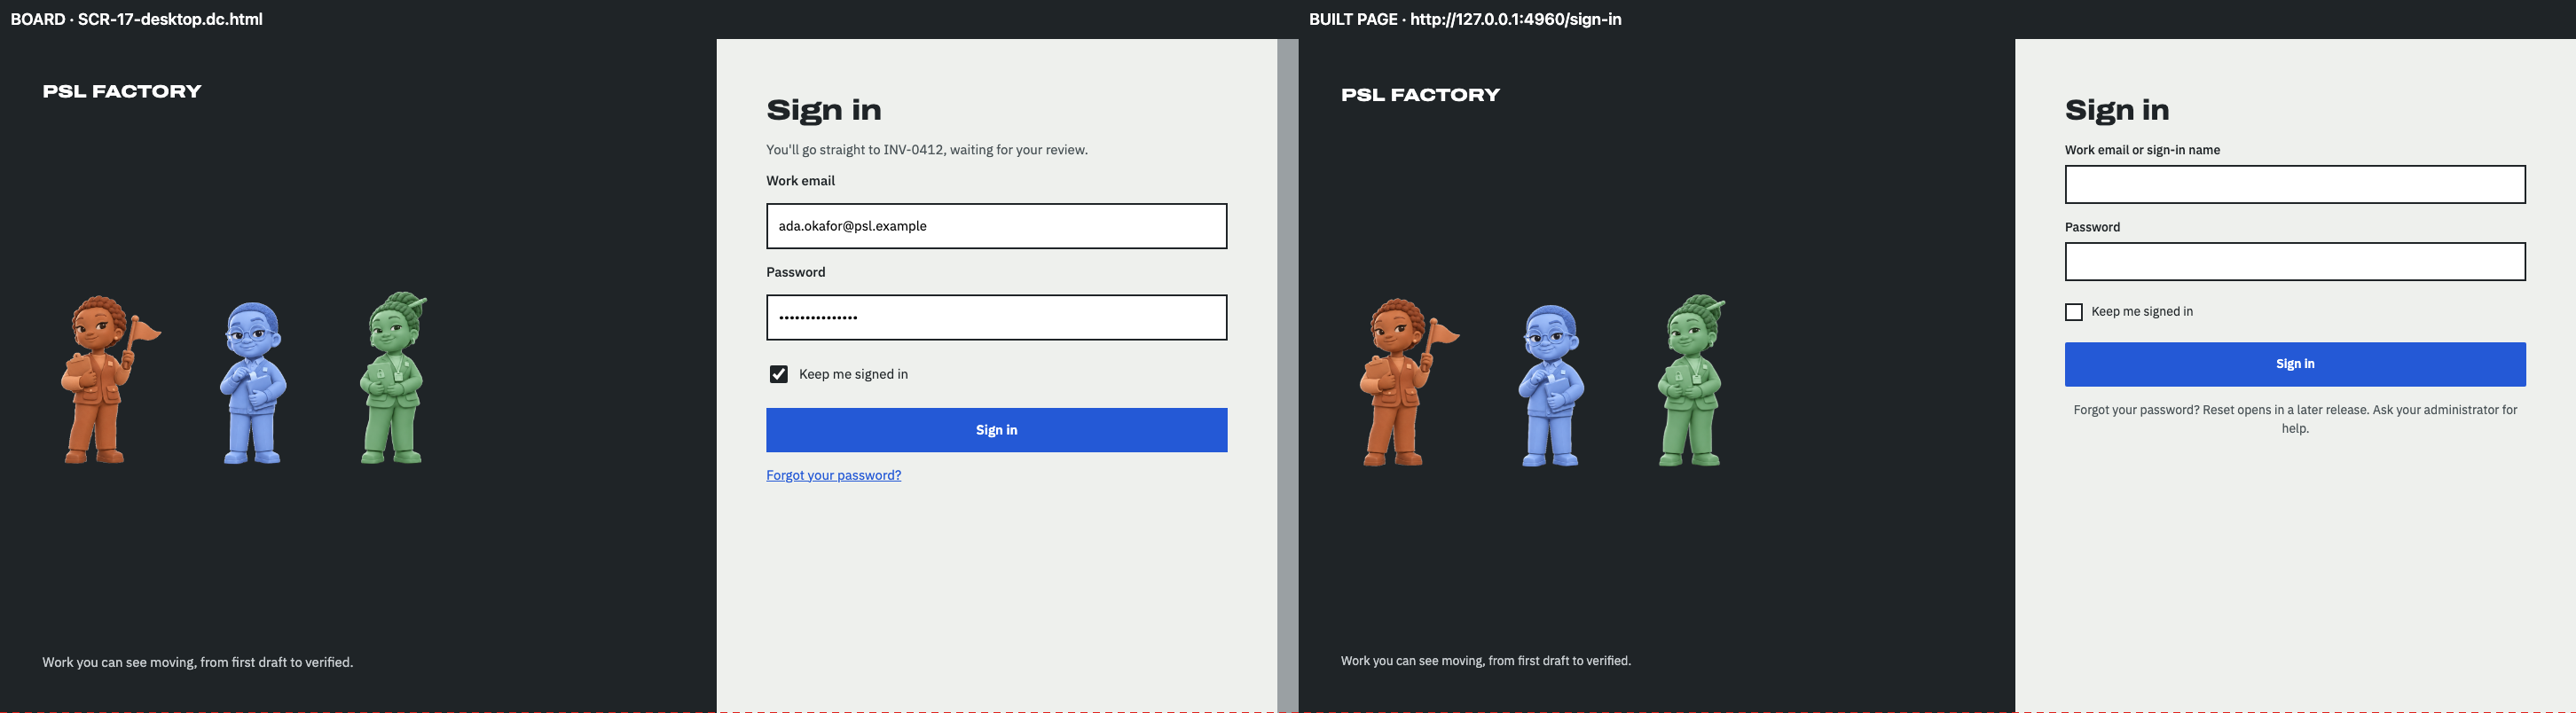 BOARD · SCR-17-desktop.dc.html
PSL FACTORY
Sign in
You'll go straight to INV-0412, waiting for your review.
Work email
ada.okafor@psl.example
Password
•••••••••••••••
Keep me signed in
Sign in
Forgot your password?
Work you can see moving, from first draft to verified.
BUILT PAGE · http://127.0.0.1:4960/sign-in
PSL FACTORY
Sign in
Work email or sign-in name
Password
Keep me signed in
Sign in
Forgot your password? Reset opens in a later release. Ask your administrator for
help.
Work you can see moving, from first draft to verified.